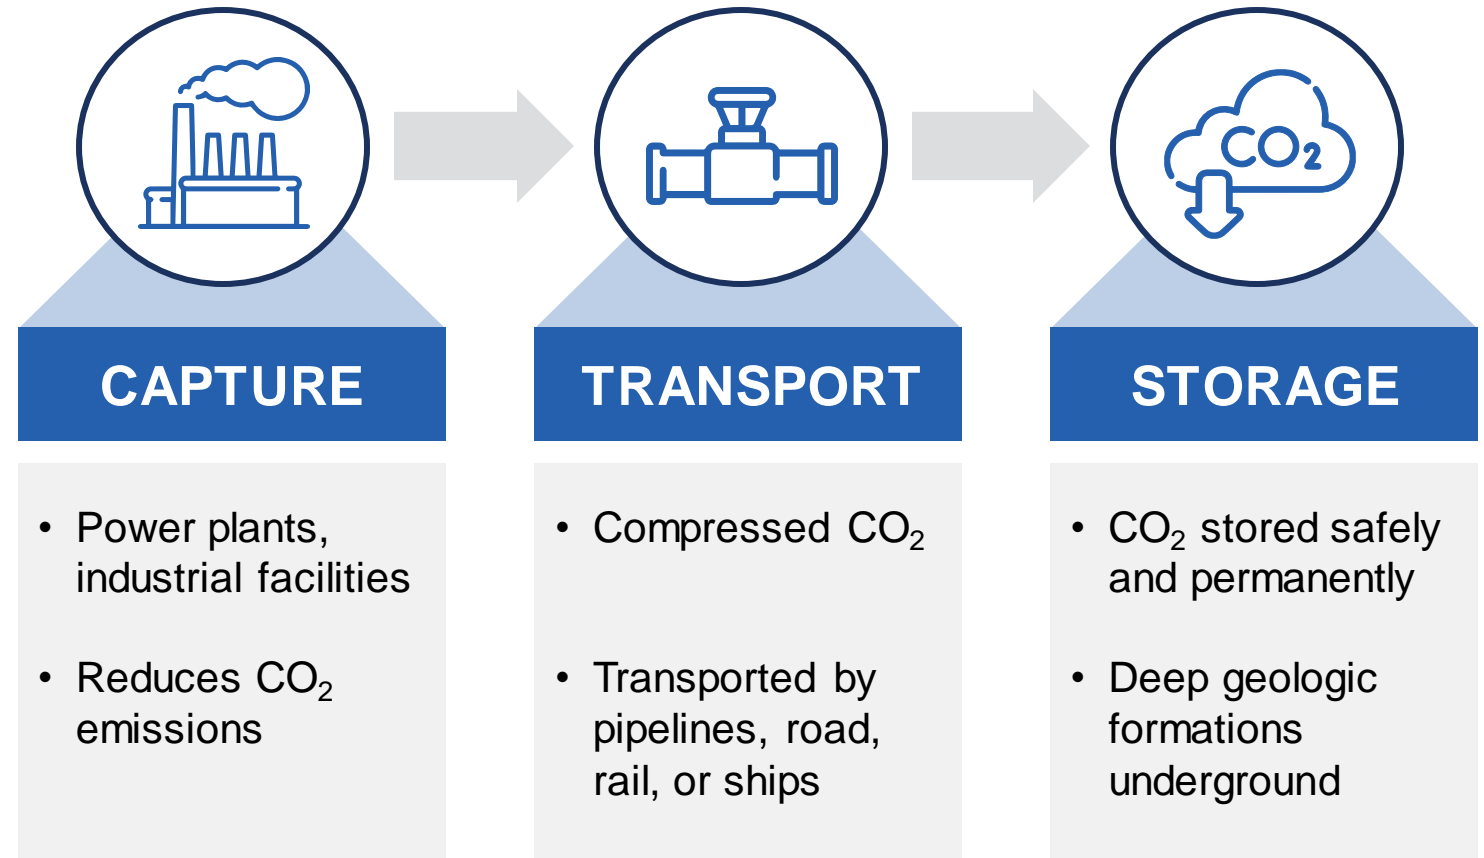 CO2
CAPTURE
• Power plants,
industrial facilities
• Reduces CO₂
emissions
TRANSPORT
• Compressed CO₂
• Transported by
pipelines, road,
rail, or ships
STORAGE
• CO₂ stored safely
and permanently
• Deep geologic
formations
underground